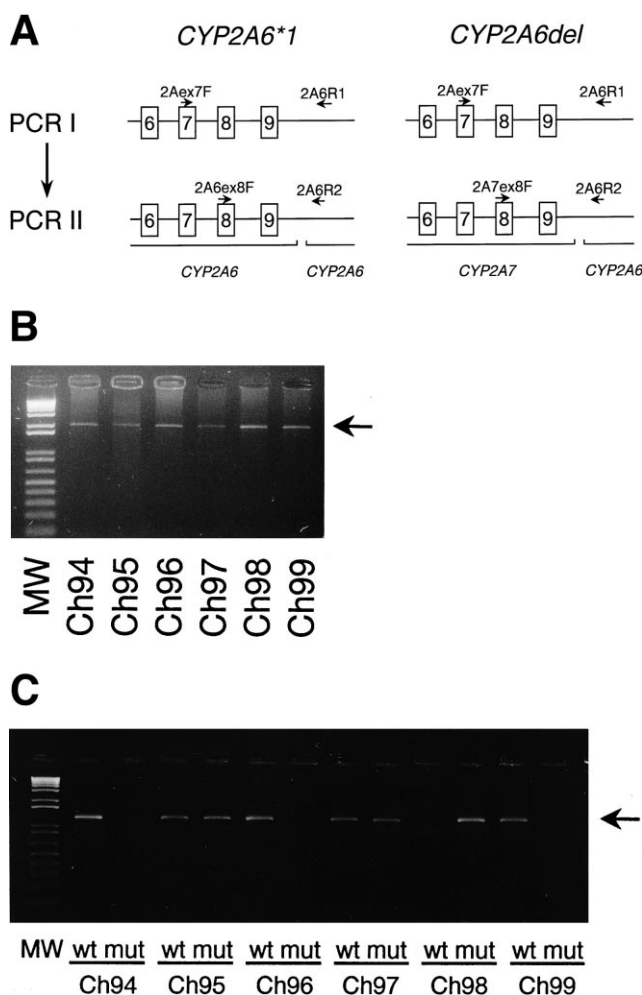 A
CYP2A6*1 CYP2A6del
2Aex7F 2A6R1 2Aex7F 2A6R1
PCR I 6 7 8 9 6 7 8 9
2A6ex8F 2A6R2 2A7ex8F 2A6R2
PCR II 6 7 8 9 6 7 8 9
CYP2A6 CYP2A6 CYP2A7 CYP2A6
B
MW Ch94 Ch95 Ch96 Ch97 Ch98 Ch99
C
MW wt mut wt mut wt mut wt mut wt mut wt mut
Ch94 Ch95 Ch96 Ch97 Ch98 Ch99